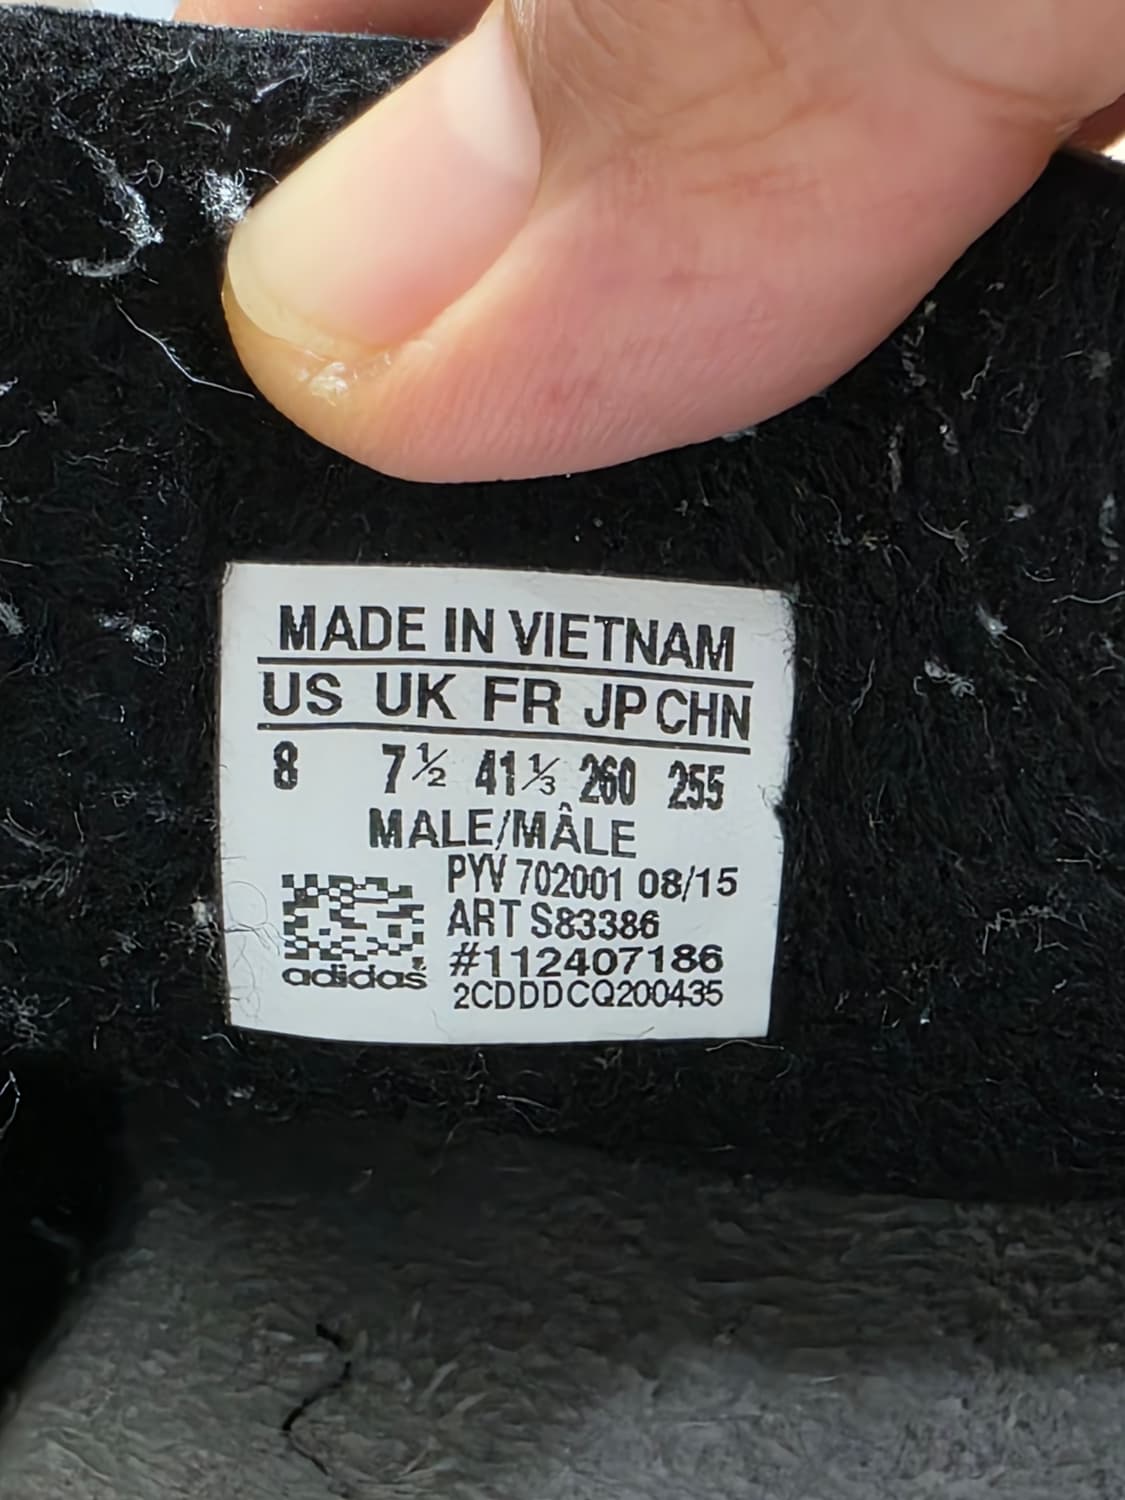 MADE IN VIETNAM
US UK FR JP CHN
8 7½ 41⅓ 260 255
MALE/MÂLE
PYV 702001 08/15
ART S83386
#112407186
2CDDDCQ200435
adidas